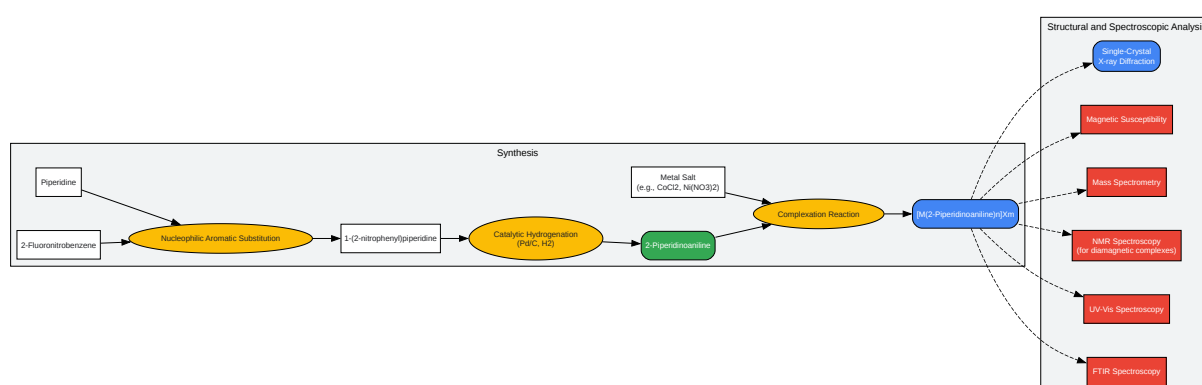 Structural and Spectroscopic Analysis
Single-Crystal
X-ray Diffraction
Magnetic Susceptibility
Synthesis
Piperidine
Metal Salt
(e.g., CoCl2, Ni(NO3)2)
Mass Spectrometry
2-Fluoronitrobenzene
Nucleophilic Aromatic Substitution
1-(2-nitrophenyl)piperidine
Catalytic Hydrogenation
(Pd/C, H2)
2-Piperidinoaniline
Complexation Reaction
[M(2-Piperidinoaniline)n]Xm
NMR Spectroscopy
(for diamagnetic complexes)
UV-Vis Spectroscopy
FTIR Spectroscopy